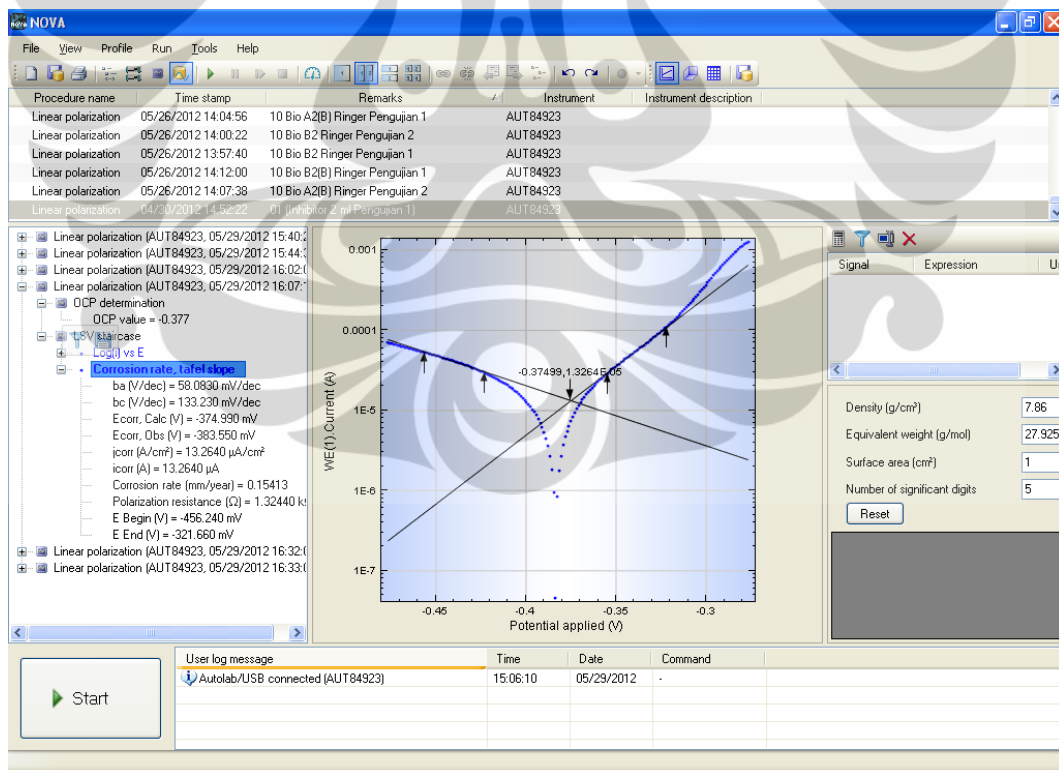 NOVA
File View Profile Run Tools Help
Procedure name Time stamp Remarks Instrument Instrument description
Linear polarization 05/26/2012 14:04:56 10 Bio A2(B) Ringer Pengujian 1 AUT84923
Linear polarization 05/26/2012 14:00:22 10 Bio B2 Ringer Pengujian 2 AUT84923
Linear polarization 05/26/2012 13:57:40 10 Bio B2 Ringer Pengujian 1 AUT84923
Linear polarization 05/26/2012 14:12:00 10 Bio B2(B) Ringer Pengujian 1 AUT84923
Linear polarization 05/26/2012 14:07:38 10 Bio A2(B) Ringer Pengujian 2 AUT84923
Linear polarization 04/30/2012 14:52:22 01 (Inhibitor 2 ml Pengujian 1) AUT84923
Linear polarization (AUT84923, 05/29/2012 15:40:2
Linear polarization (AUT84923, 05/29/2012 15:44:
Linear polarization (AUT84923, 05/29/2012 16:02:0
Linear polarization (AUT84923, 05/29/2012 16:07:
OCP determination
OCP value = -0.377
LSV staircase
Log(i) vs E
Corrosion rate, tafel slope
ba (V/dec) = 58.0830 mV/dec
bc (V/dec) = 133.230 mV/dec
Ecorr, Calc (V) = -374.990 mV
Ecorr, Obs (V) = -383.550 mV
jcorr (A/cm²) = 13.2640 µA/cm²
icorr (A) = 13.2640 µA
Corrosion rate (mm/year) = 0.15413
Polarization resistance (Ω) = 1.32440 k
E Begin (V) = -456.240 mV
E End (V) = -321.660 mV
Linear polarization (AUT84923, 05/29/2012 16:32:0
Linear polarization (AUT84923, 05/29/2012 16:33:0
WE(1).Current (A)
0.001
0.0001
1E-5
1E-6
1E-7
-0.37499,1.3264E-05
-0.45 -0.4 -0.35 -0.3
Potential applied (V)
Signal Expression U
Density (g/cm³) 7.86
Equivalent weight (g/mol) 27.925
Surface area (cm²) 1
Number of significant digits 5
Reset
Start
User log message Time Date Command
Autolab/USB connected (AUT84923) 15:06:10 05/29/2012 -